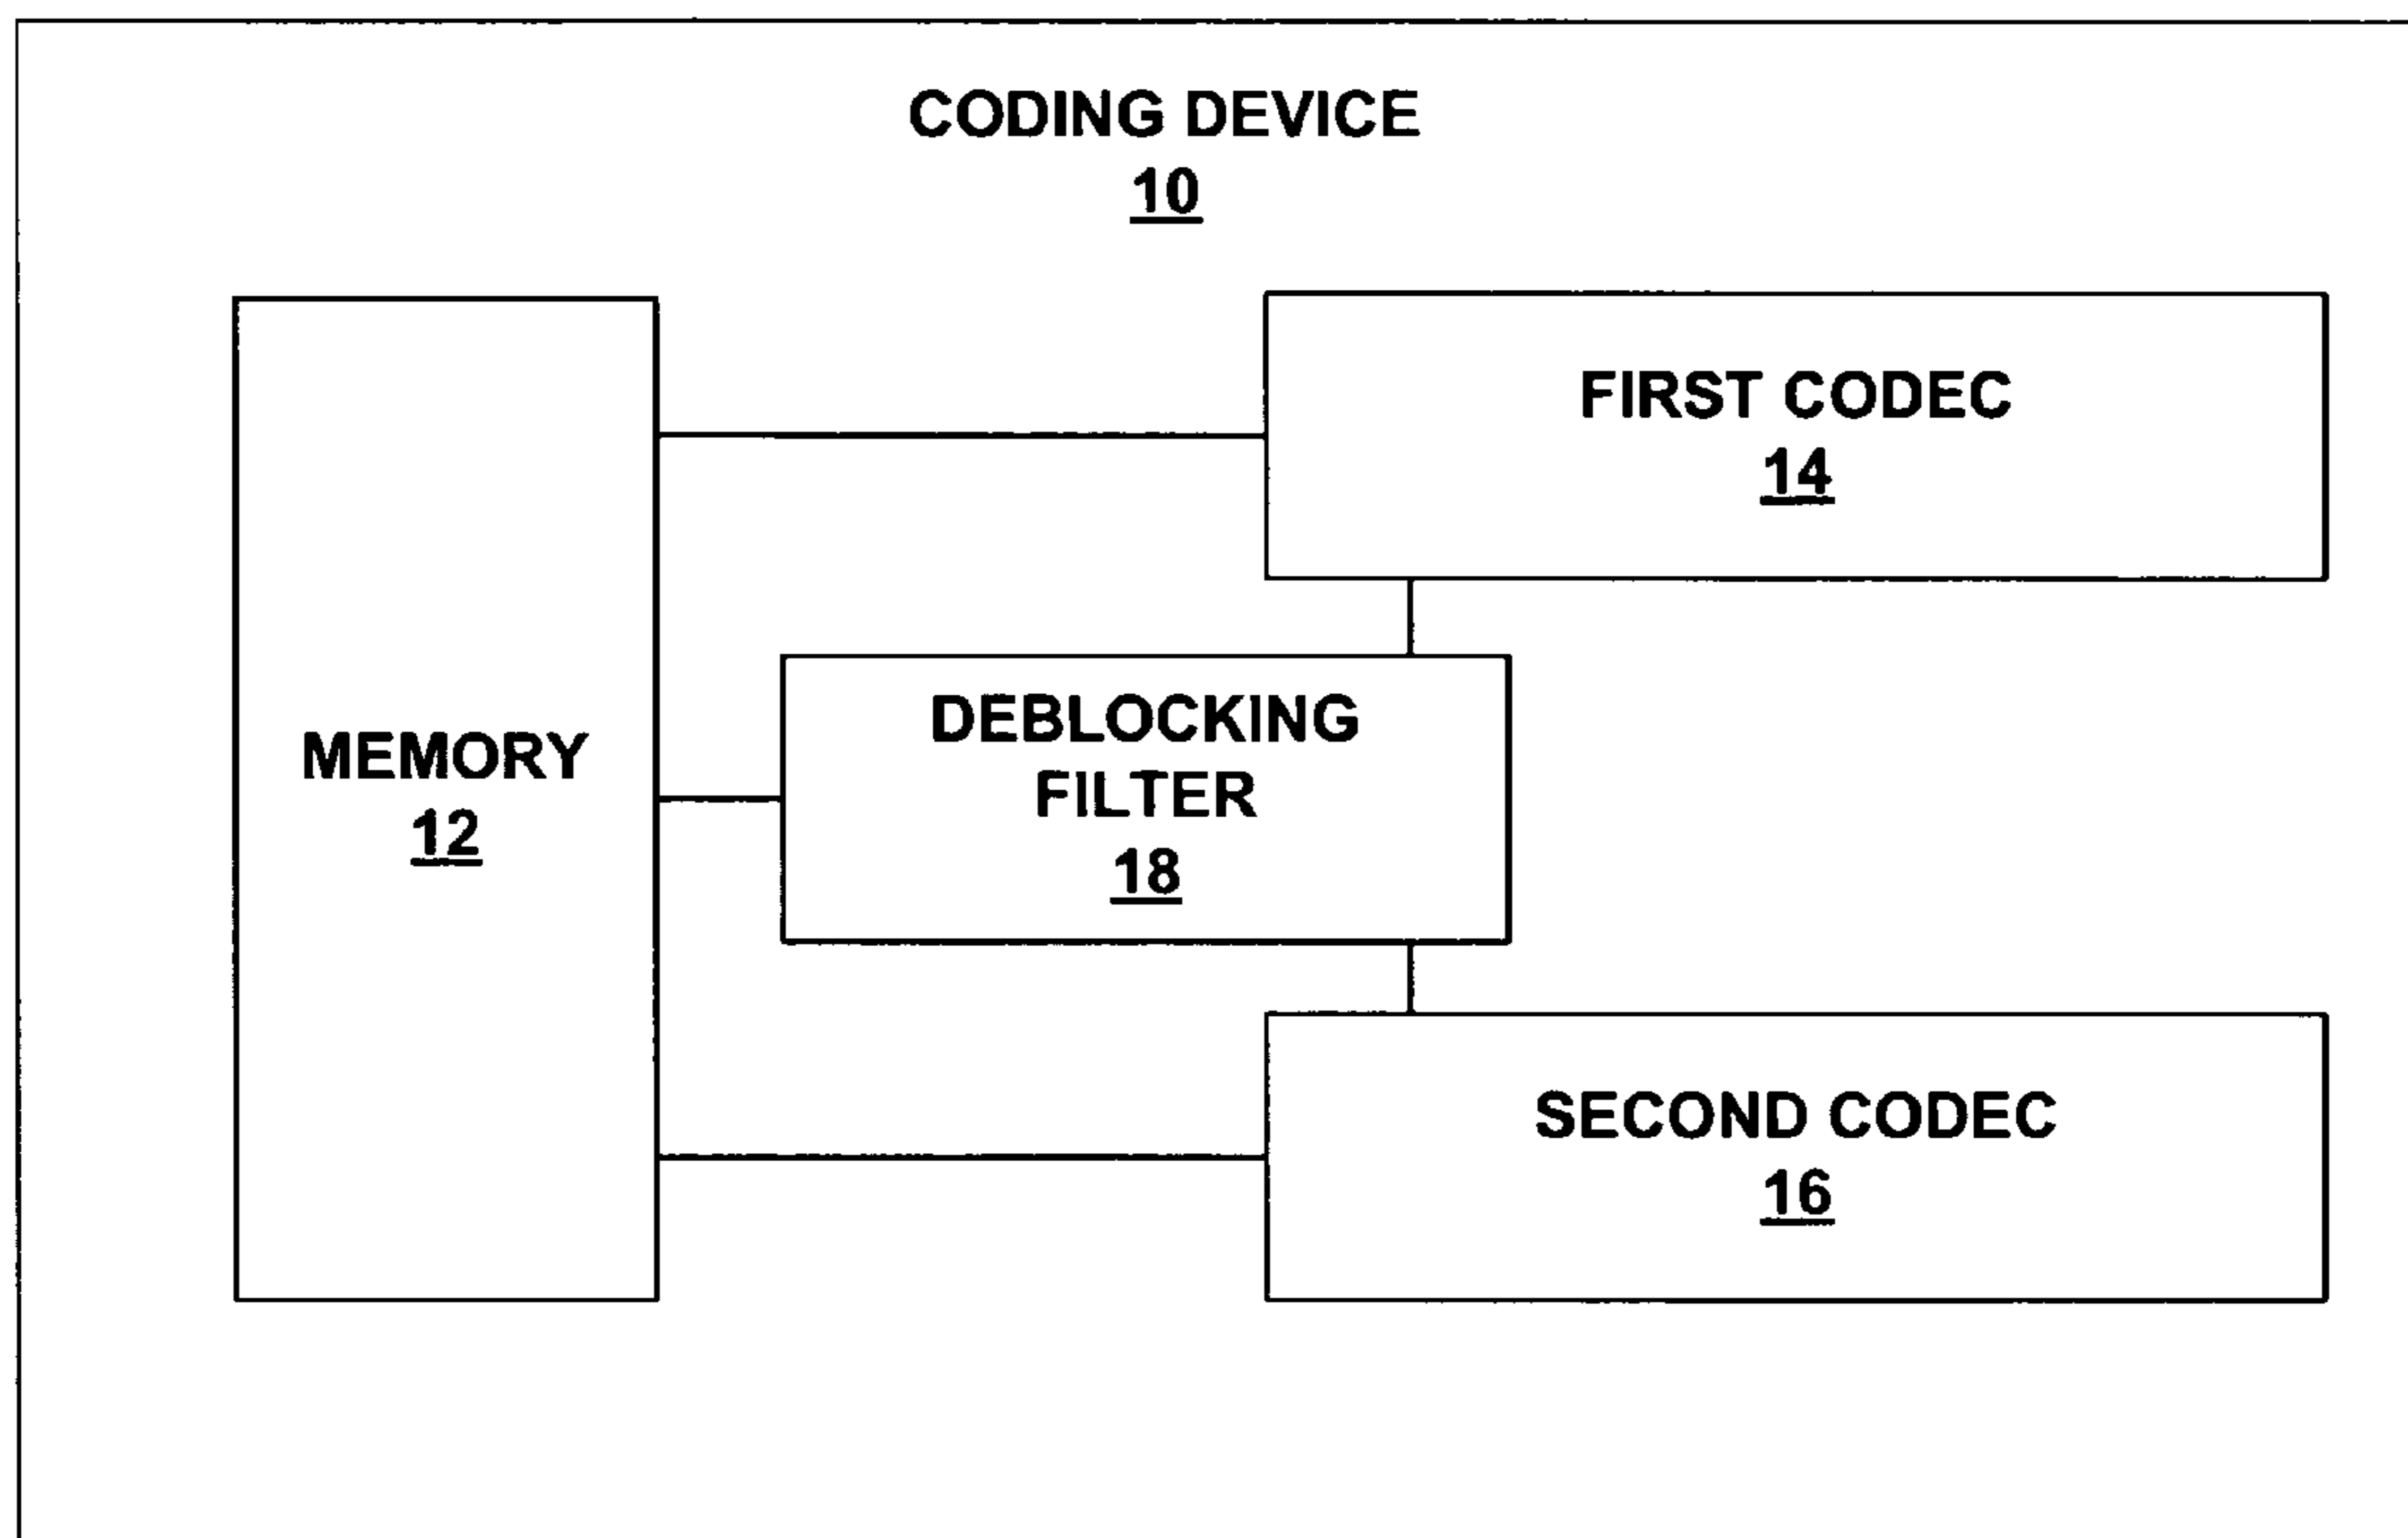 CODING DEVICE
10
FIRST CODEC
14
MEMORY
12
DEBLOCKING
FILTER
18
SECOND CODEC
16